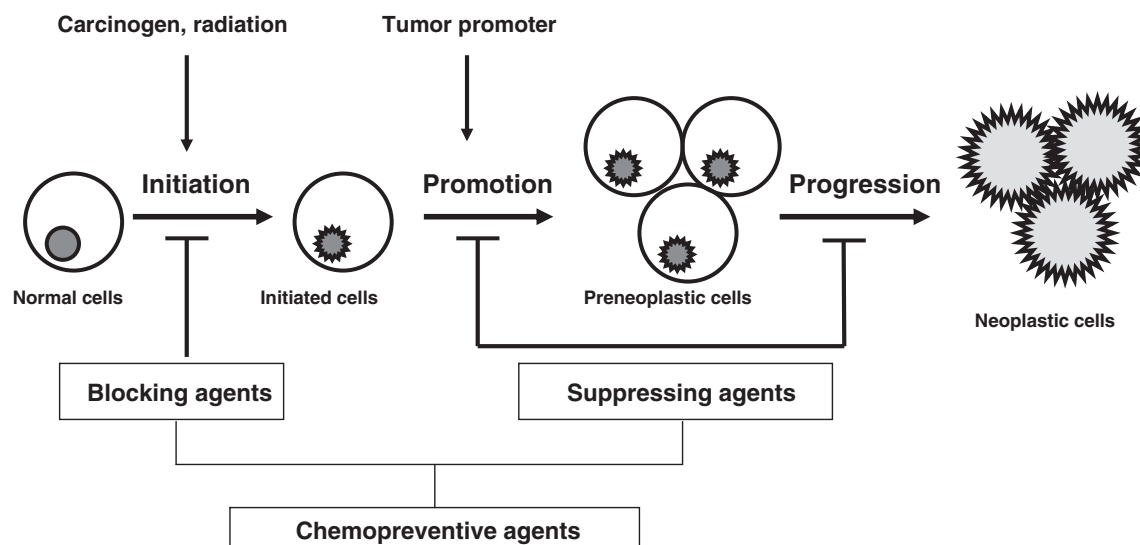 Carcinogen, radiation
Tumor promoter
Initiation
Promotion
Progression
Normal cells
Initiated cells
Preneoplastic cells
Neoplastic cells
Blocking agents
Suppressing agents
Chemopreventive agents